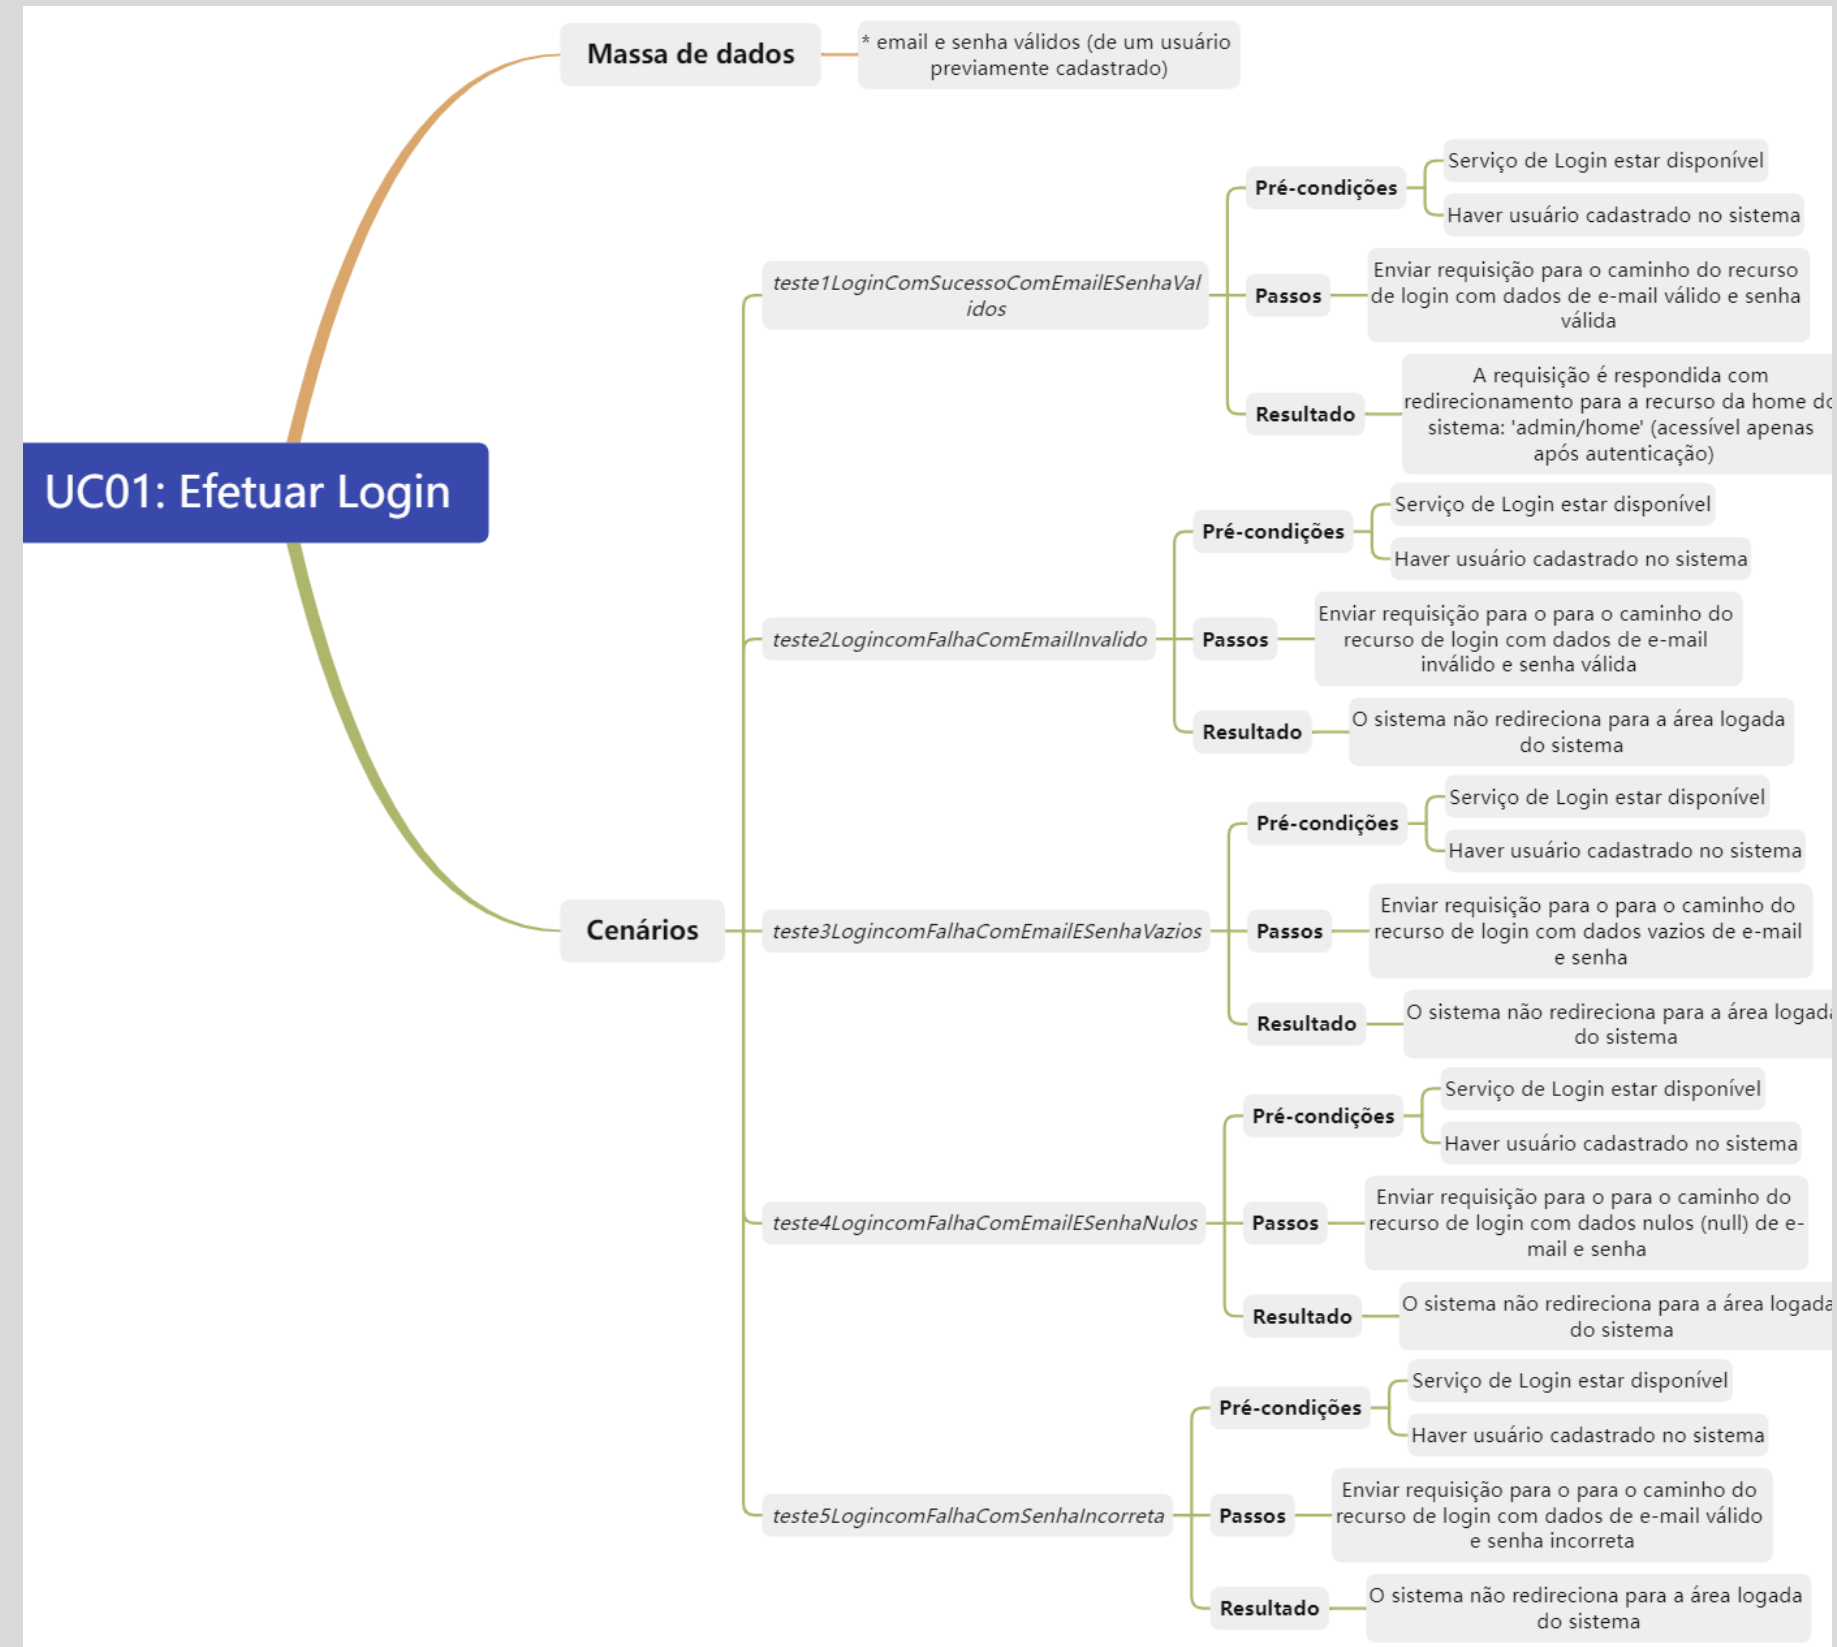 Massa de dados
* email e senha válidos (de um usuário
previamente cadastrado)
UC01: Efetuar Login
Cenários
teste1LoginComSucessoComEmailESenhaVal
idos
Pré-condições
Serviço de Login estar disponível
Haver usuário cadastrado no sistema
Passos
Enviar requisição para o caminho do recurso
de login com dados de e-mail válido e senha
válida
Resultado
A requisição é respondida com
redirecionamento para a recurso da home do
sistema: 'admin/home' (acessível apenas
após autenticação)
teste2LogincomFalhaComEmailInvalido
Pré-condições
Serviço de Login estar disponível
Haver usuário cadastrado no sistema
Passos
Enviar requisição para o para o caminho do
recurso de login com dados de e-mail
inválido e senha válida
Resultado
O sistema não redireciona para a área logada
do sistema
teste3LogincomFalhaComEmailESenhaVazios
Pré-condições
Serviço de Login estar disponível
Haver usuário cadastrado no sistema
Passos
Enviar requisição para o para o caminho do
recurso de login com dados vazios de e-mail
e senha
Resultado
O sistema não redireciona para a área logada
do sistema
teste4LogincomFalhaComEmailESenhaNulos
Pré-condições
Serviço de Login estar disponível
Haver usuário cadastrado no sistema
Passos
Enviar requisição para o para o caminho do
recurso de login com dados nulos (null) de e-
mail e senha
Resultado
O sistema não redireciona para a área logada
do sistema
teste5LogincomFalhaComSenhaIncorreta
Pré-condições
Serviço de Login estar disponível
Haver usuário cadastrado no sistema
Passos
Enviar requisição para o para o caminho do
recurso de login com dados de e-mail válido
e senha incorreta
Resultado
O sistema não redireciona para a área logada
do sistema